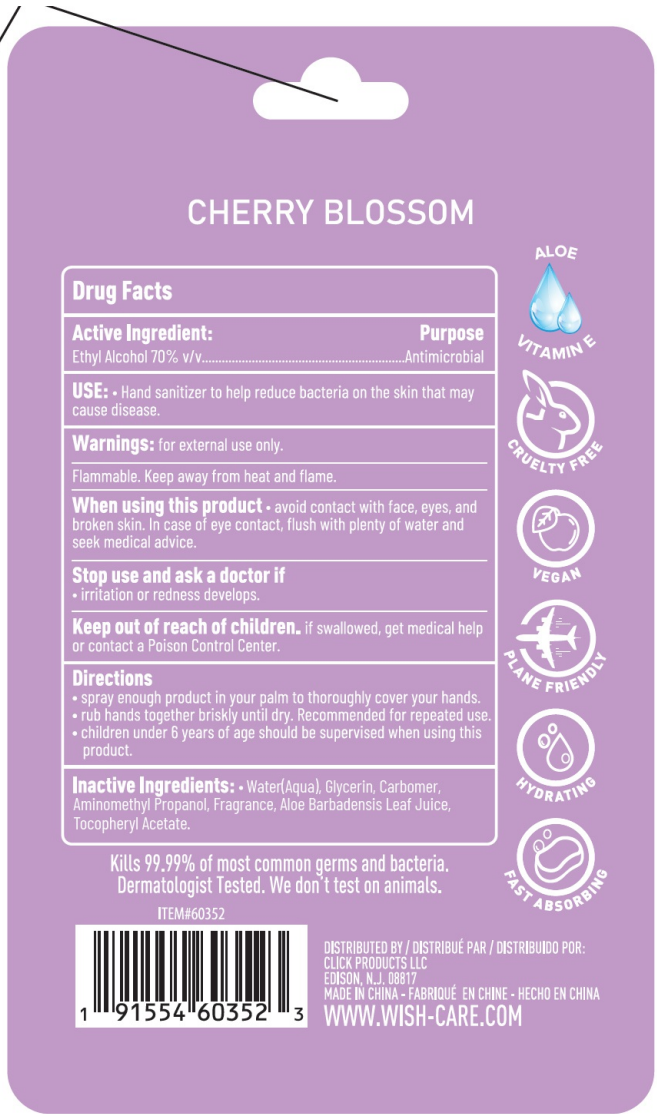 CHERRY BLOSSOM
Drug Facts
Active Ingredient: Purpose
Ethyl Alcohol 70% v/v.............................................................Antimicrobial
USE: • Hand sanitizer to help reduce bacteria on the skin that may
cause disease.
Warnings: for external use only.
Flammable. Keep away from heat and flame.
When using this product • avoid contact with face, eyes, and
broken skin. In case of eye contact, flush with plenty of water and
seek medical advice.
Stop use and ask a doctor if
• irritation or redness develops.
Keep out of reach of children. if swallowed, get medical help
or contact a Poison Control Center.
Directions
• spray enough product in your palm to thoroughly cover your hands.
• rub hands together briskly until dry. Recommended for repeated use.
• children under 6 years of age should be supervised when using this
product.
Inactive Ingredients: • Water(Aqua), Glycerin, Carbomer,
Aminomethyl Propanol, Fragrance, Aloe Barbadensis Leaf Juice,
Tocopheryl Acetate.
ALOE
VITAMIN E
CRUELTY FREE
VEGAN
PLANE FRIENDLY
HYDRATING
FAST ABSORBING
Kills 99.99% of most common germs and bacteria.
Dermatologist Tested. We don't test on animals.
ITEM#60352
1 91554 60352 3
DISTRIBUTED BY / DISTRIBUÉ PAR / DISTRIBUIDO POR:
CLICK PRODUCTS LLC
EDISON, N.J. 08817
MADE IN CHINA - FABRIQUÉ EN CHINE - HECHO EN CHINA
WWW.WISH-CARE.COM